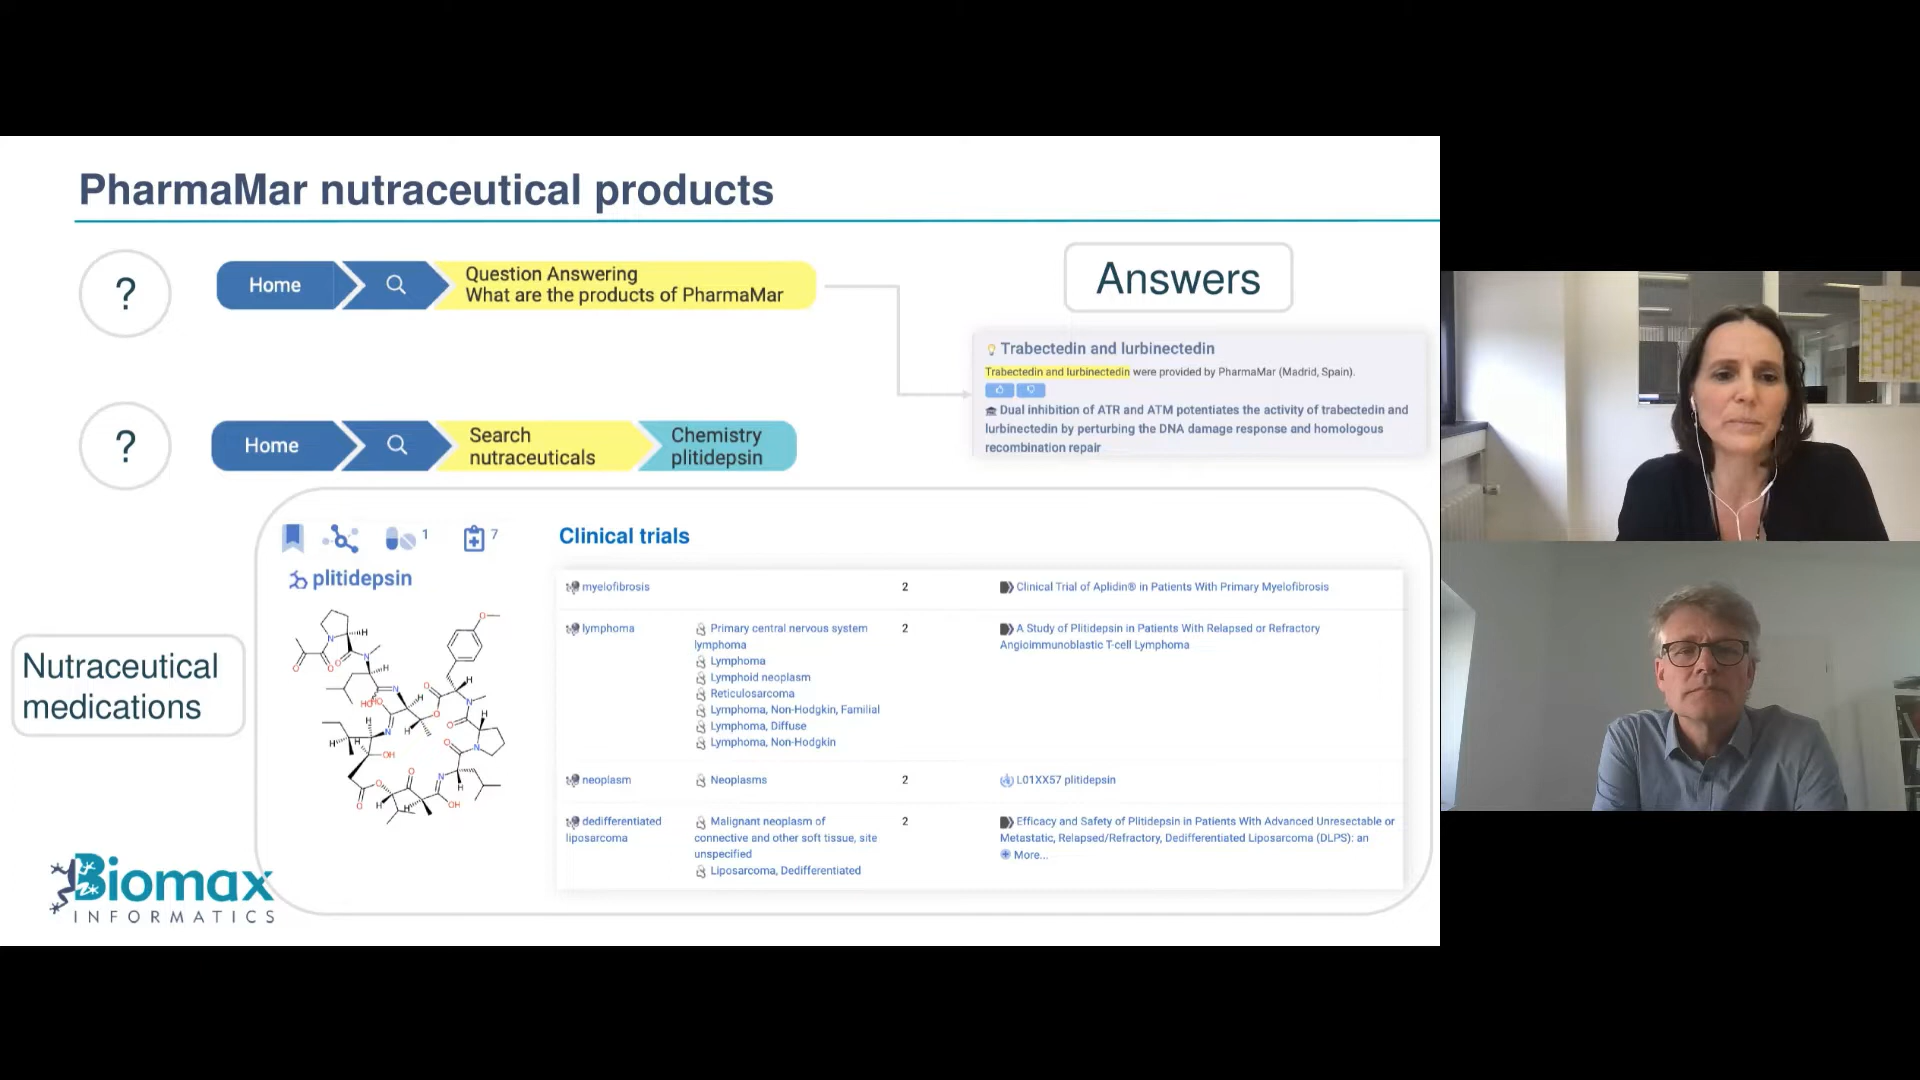 PharmaMar nutraceutical products
?
Home
Question Answering
What are the products of PharmaMar
Answers
Trabectedin and lurbinectedin
Trabectedin and lurbinectedin were provided by PharmaMar (Madrid, Spain).
Dual inhibition of ATR and ATM potentiates the activity of trabectedin and
lurbinectedin by perturbing the DNA damage response and homologous
recombination repair
?
Home
Search
nutraceuticals
Chemistry
plitidepsin
1
7
plitidepsin
Nutraceutical
medications
Clinical trials
myelofibrosis
2
Clinical Trial of Aplidin® in Patients With Primary Myelofibrosis
lymphoma
Primary central nervous system
lymphoma
Lymphoma
Lymphoid neoplasm
Reticulosarcoma
Lymphoma, Non-Hodgkin, Familial
Lymphoma, Diffuse
Lymphoma, Non-Hodgkin
2
A Study of Plitidepsin in Patients With Relapsed or Refractory
Angioimmunoblastic T-cell Lymphoma
neoplasm
Neoplasms
2
L01XX57 plitidepsin
dedifferentiated
liposarcoma
Malignant neoplasm of
connective and other soft tissue, site
unspecified
Liposarcoma, Dedifferentiated
2
Efficacy and Safety of Plitidepsin in Patients With Advanced Unresectable or
Metastatic, Relapsed/Refractory, Dedifferentiated Liposarcoma (DLPS): an
More...
Biomax
INFORMATICS